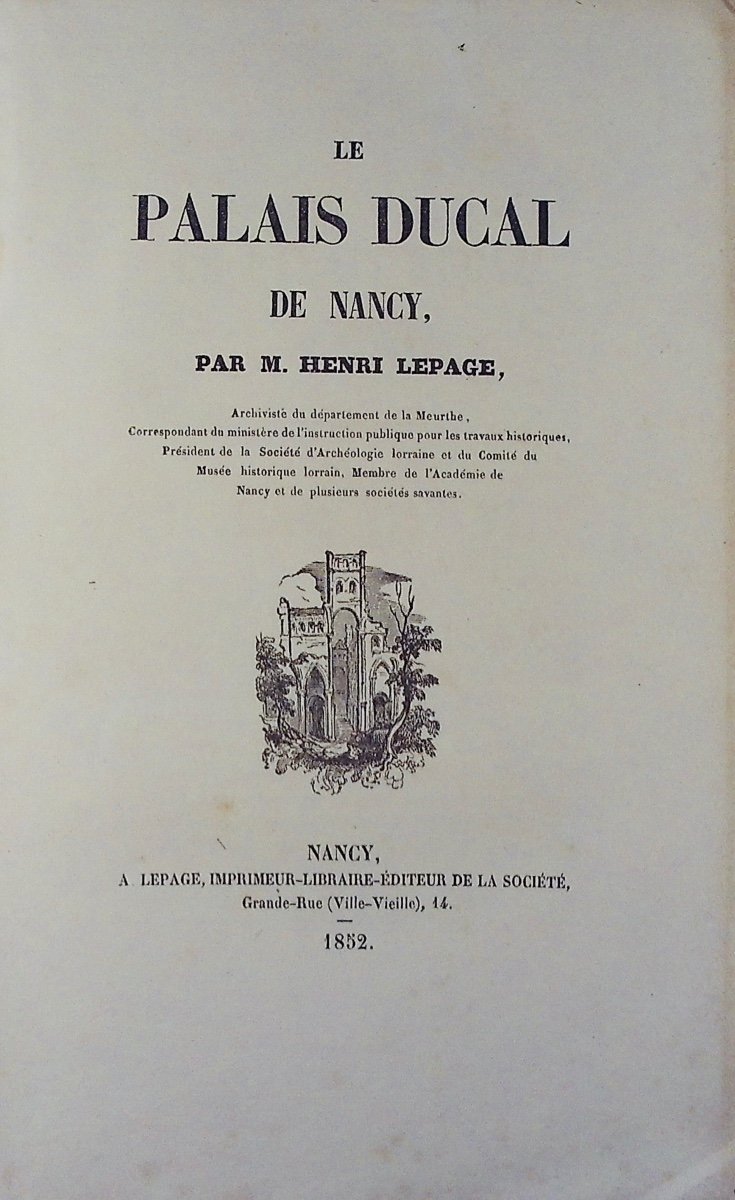 LE
PALAIS DUCAL
DE NANCY,
PAR M. HENRI LEPAGE,
Archiviste du département de la Meurthe,
Correspondant du ministère de l'instruction publique pour les travaux historiques,
Président de la Société d'Archéologie lorraine et du Comité du
Musée historique lorrain, Membre de l'Académie de
Nancy et de plusieurs sociétés savantes.
NANCY,
A. LEPAGE, IMPRIMEUR-LIBRAIRE-ÉDITEUR DE LA SOCIÉTÉ,
Grande-Rue (Ville-Vieille), 14.
1852.